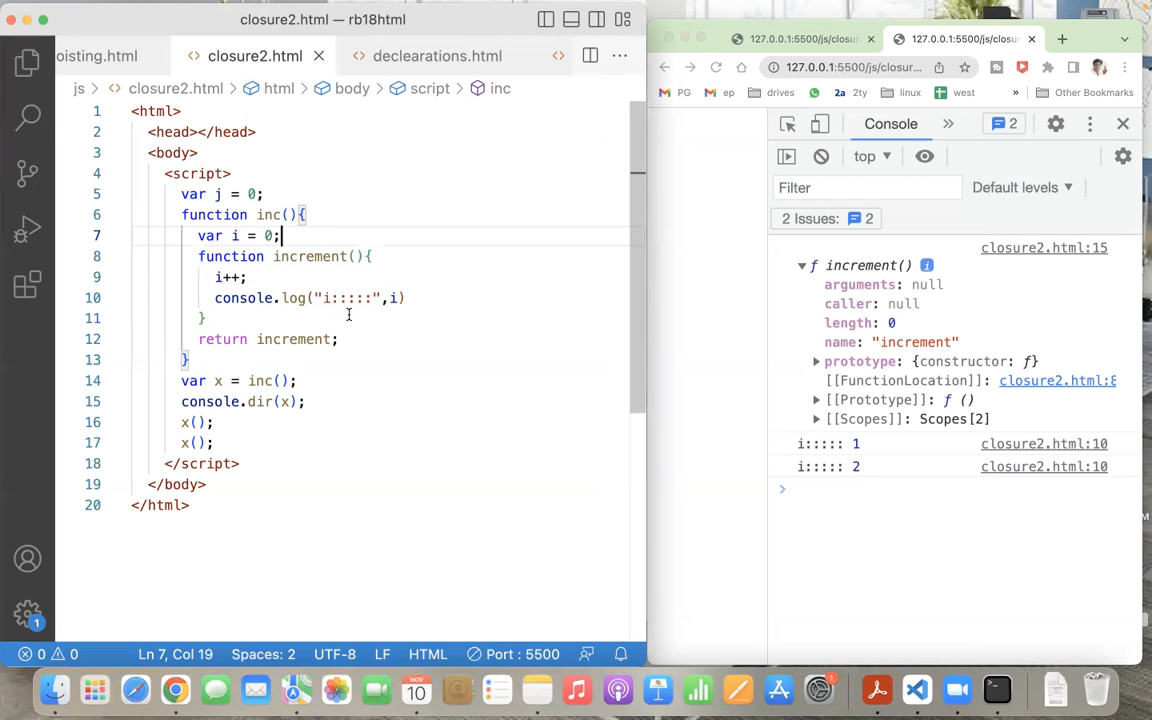 closure2.html — rb18html
oisting.html
closure2.html
declearations.html
js > closure2.html > html > body > script > inc
1 <html>
2 <head></head>
3 <body>
4 <script>
5 var j = 0;
6 function inc(){
7 var i = 0;
8 function increment(){
9 i++;
10 console.log("i:::::",i)
11 }
12 return increment;
13 }
14 var x = inc();
15 console.dir(x);
16 x();
17 x();
18 </script>
19 </body>
20 </html>
1
0 0
Ln 7, Col 19
Spaces: 2
UTF-8
LF
HTML
Port : 5500
127.0.0.1:5500/js/closur
127.0.0.1:5500/js/closur
127.0.0.1:5500/js/closur...
PG
ep
drives
linux
2a 2ty
west
»
Other Bookmarks
Console
»
2
top
Filter
Default levels
2 Issues: 2
closure2.html:15
f increment() i
arguments: null
caller: null
length: 0
name: "increment"
prototype: {constructor: f}
[[FunctionLocation]]: closure2.html:8
[[Prototype]]: f ()
[[Scopes]]: Scopes[2]
i::::: 1 closure2.html:10
i::::: 2 closure2.html:10
NOV
10
1